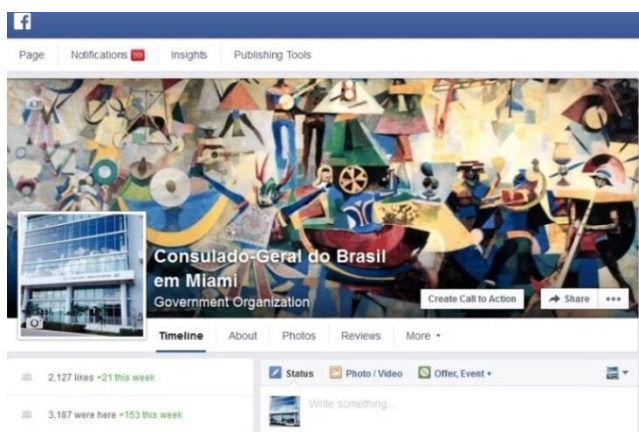 f
Page Notifications 99 Insights Publishing Tools
Consulado-Geral do Brasil
em Miami
Government Organization
Create Call to Action Share
Timeline About Photos Reviews More
Status Photo / Video Offer, Event +
2,127 likes +21 this week
Write something...
3,187 were here +153 this week